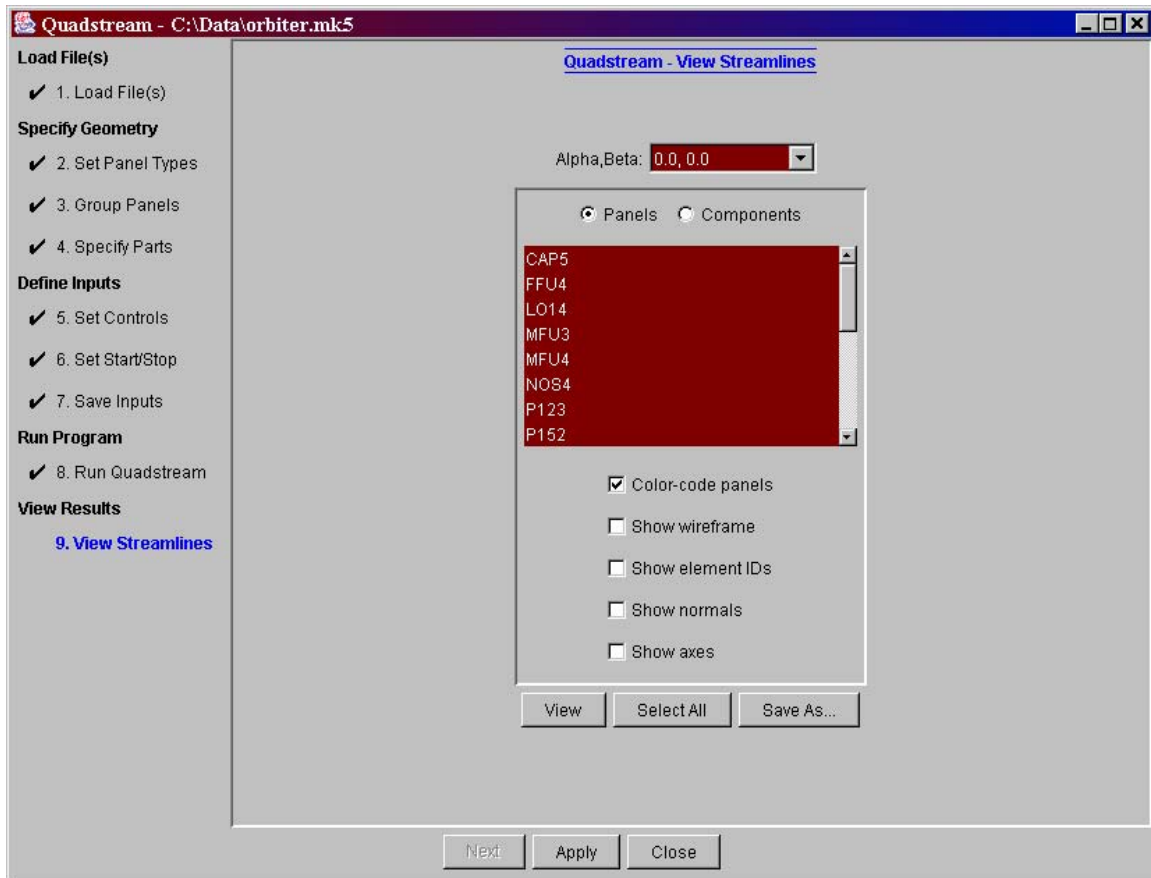 Quadstream - C:\Data\orbiter.mk5
Load File(s)
✔ 1. Load File(s)
Specify Geometry
✔ 2. Set Panel Types
✔ 3. Group Panels
✔ 4. Specify Parts
Define Inputs
✔ 5. Set Controls
✔ 6. Set Start/Stop
✔ 7. Save Inputs
Run Program
✔ 8. Run Quadstream
View Results
9. View Streamlines
Quadstream - View Streamlines
Alpha,Beta: 0.0, 0.0
Panels Components
CAP5
FFU4
LO14
MFU3
MFU4
NOS4
P123
P152
Color-code panels
Show wireframe
Show element IDs
Show normals
Show axes
View Select All Save As...
Next Apply Close